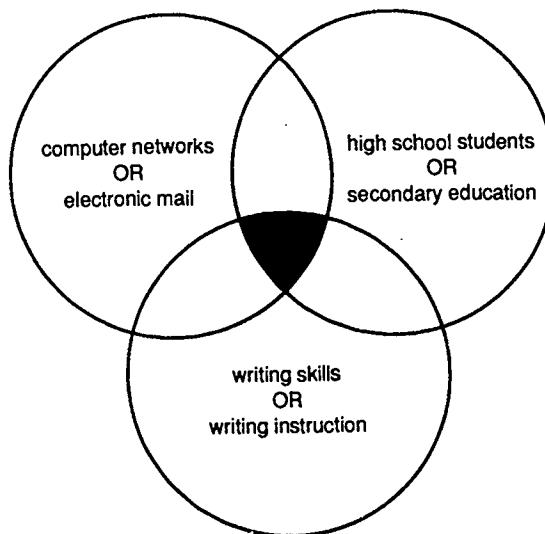 computer networks
OR
electronic mail
high school students
OR
secondary education
writing skills
OR
writing instruction